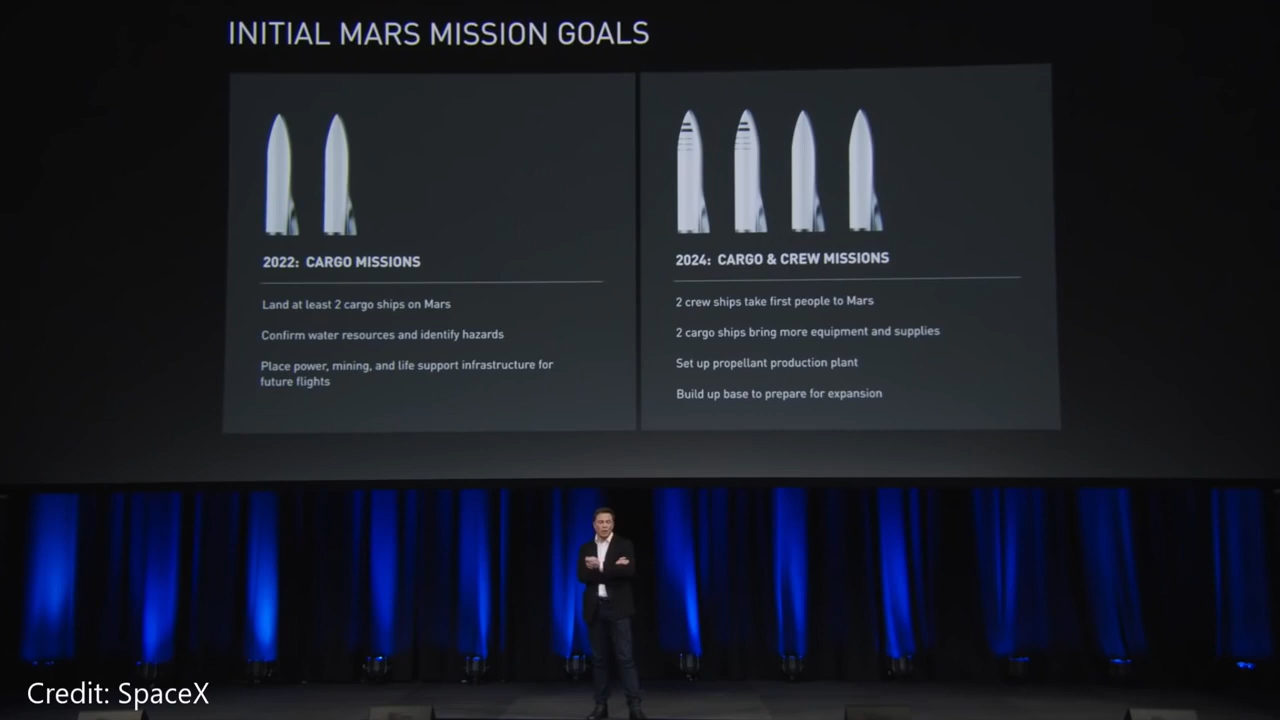 INITIAL MARS MISSION GOALS
2022: CARGO MISSIONS
Land at least 2 cargo ships on Mars
Confirm water resources and identify hazards
Place power, mining, and life support infrastructure for
future flights
2024: CARGO & CREW MISSIONS
2 crew ships take first people to Mars
2 cargo ships bring more equipment and supplies
Set up propellant production plant
Build up base to prepare for expansion
Credit: SpaceX